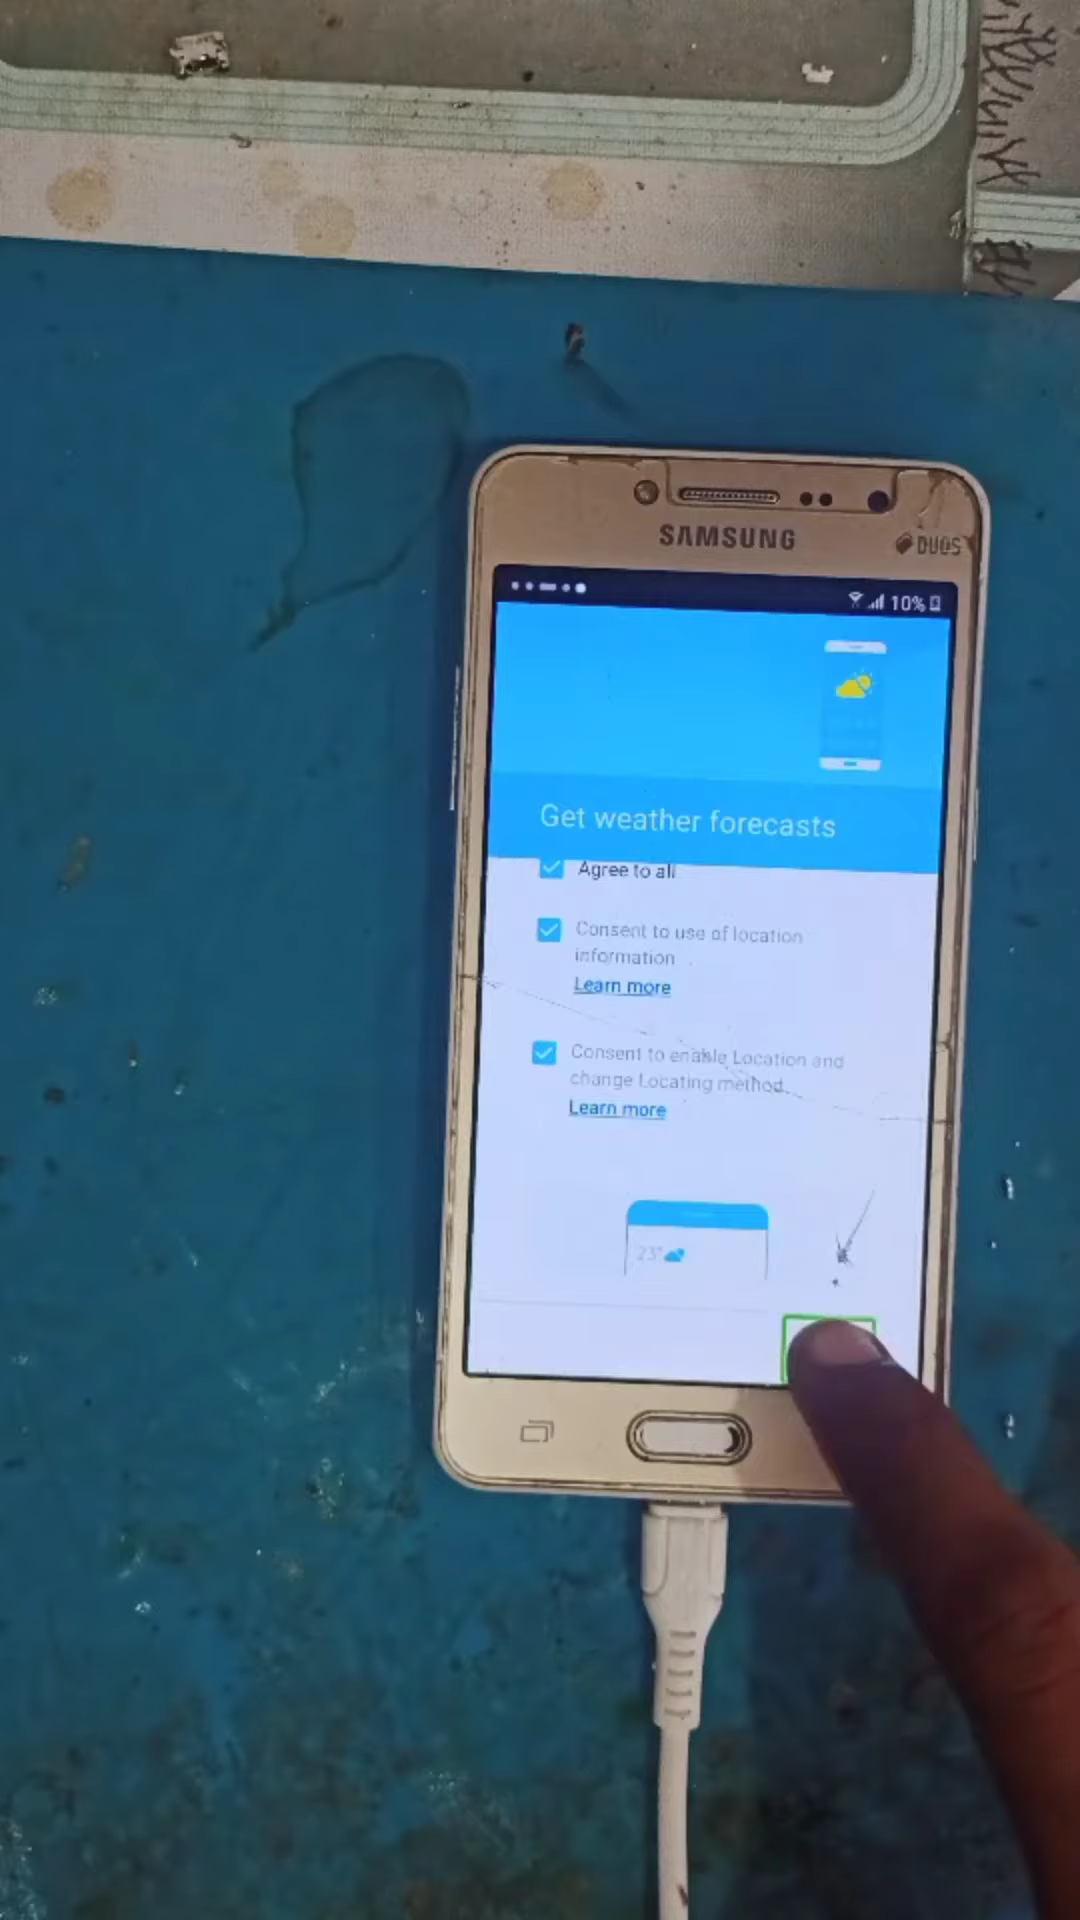 SAMSUNG
DUOS
10%
Get weather forecasts
Agree to all
Consent to use of location
information
Learn more
Consent to enable Location and
change Locating method.
Learn more
23°